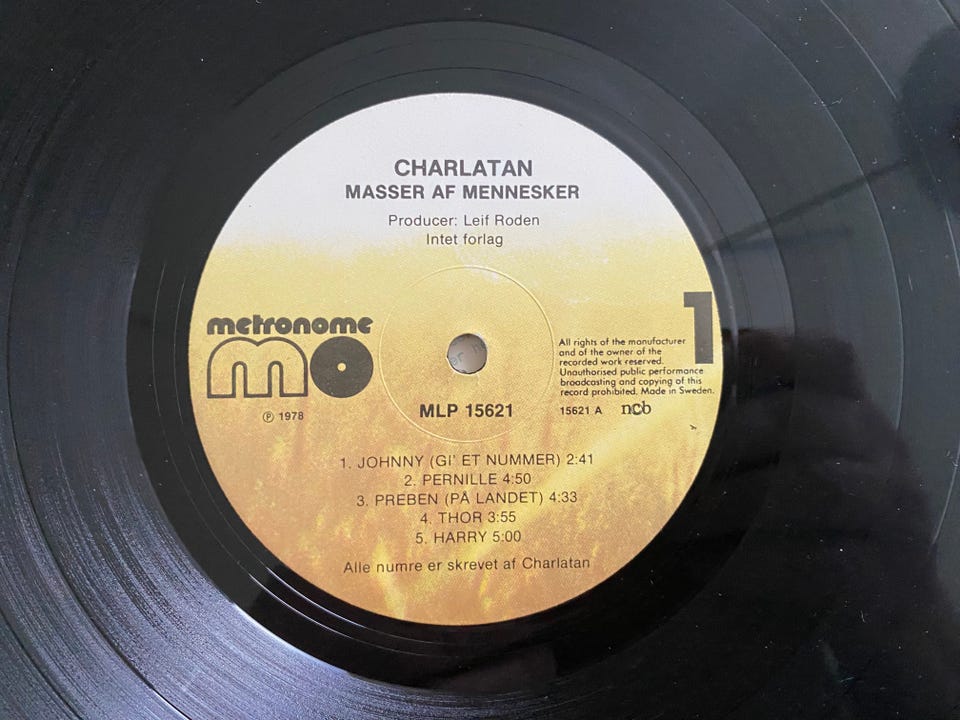 CHARLATAN
MASSER AF MENNESKER
Producer: Leif Roden
Intet forlag
metronome
mo
℗ 1978
1
All rights of the manufacturer
and of the owner of the
recorded work reserved.
Unauthorised public performance
broadcasting and copying of this
record prohibited. Made in Sweden.
MLP 15621
15621 A ncb
1. JOHNNY (GI' ET NUMMER) 2:41
2. PERNILLE 4:50
3. PREBEN (PÅ LANDET) 4:33
4. THOR 3:55
5. HARRY 5:00
Alle numre er skrevet af Charlatan